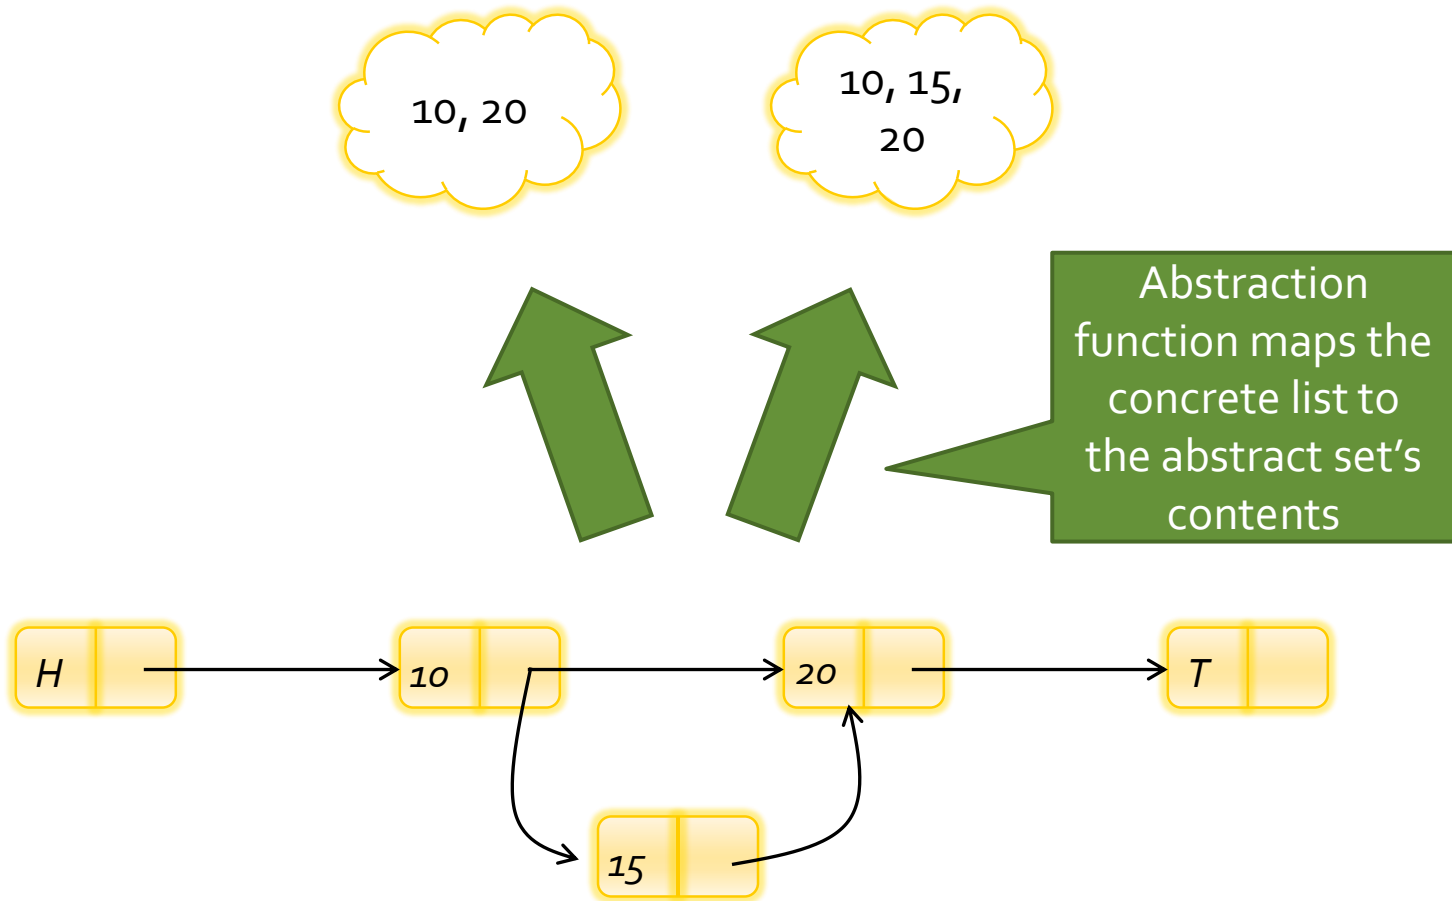 10, 20
10, 15,
20
Abstraction
function maps the
concrete list to
the abstract set’s
contents
H
10
20
T
15